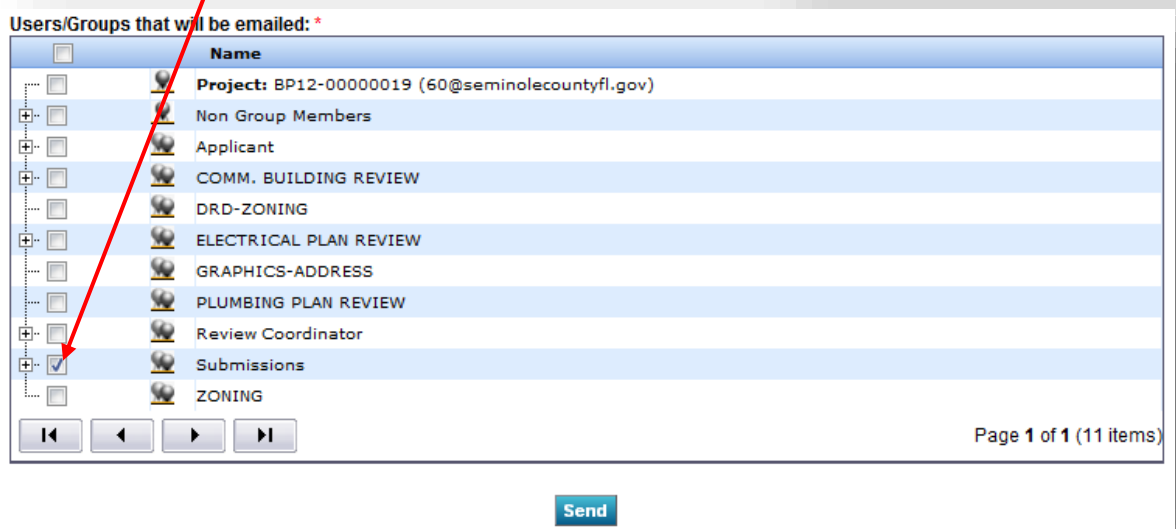 Users/Groups that will be emailed: *
Name
Project: BP12-00000019 (60@seminolecountyfl.gov)
Non Group Members
Applicant
COMM. BUILDING REVIEW
DRD-ZONING
ELECTRICAL PLAN REVIEW
GRAPHICS-ADDRESS
PLUMBING PLAN REVIEW
Review Coordinator
Submissions
ZONING
Page 1 of 1 (11 items)
Send